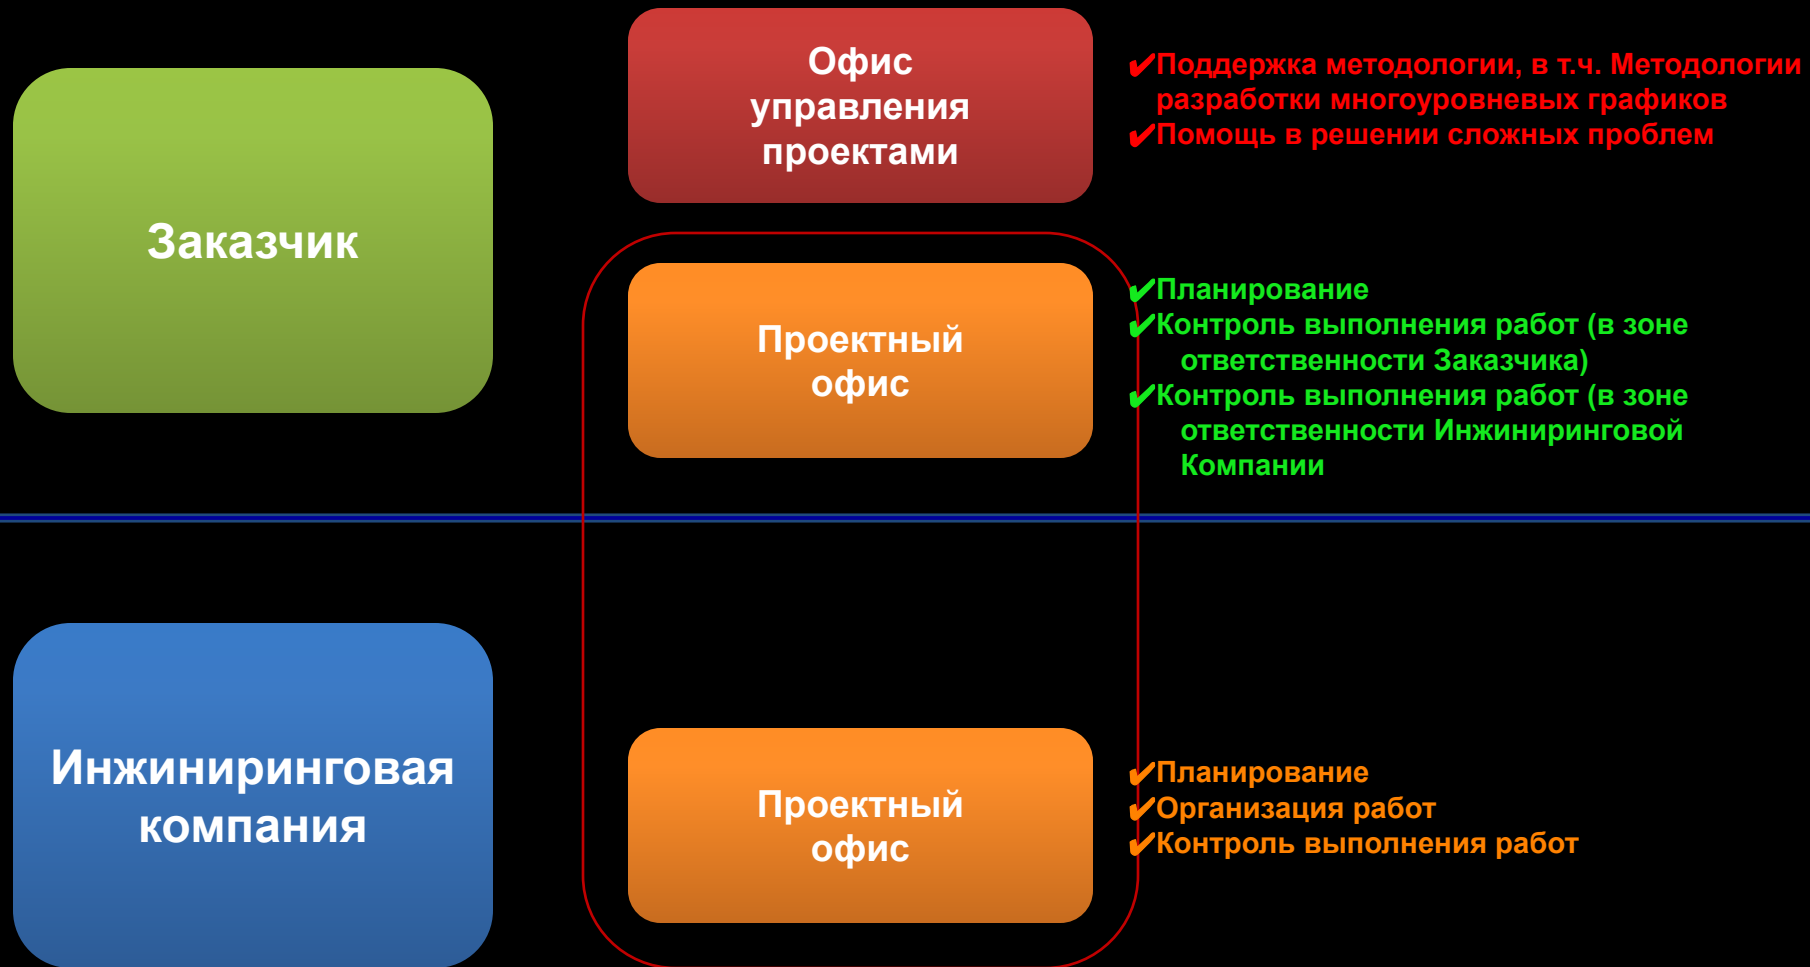 Заказчик
Офис
управления
проектами
✔Поддержка методологии, в т.ч. Методологии
разработки многоуровневых графиков
✔Помощь в решении сложных проблем
Проектный
офис
✔Планирование
✔Контроль выполнения работ (в зоне
ответственности Заказчика)
✔Контроль выполнения работ (в зоне
ответственности Инжиниринговой
Компании
Инжиниринговая
компания
Проектный
офис
✔Планирование
✔Организация работ
✔Контроль выполнения работ